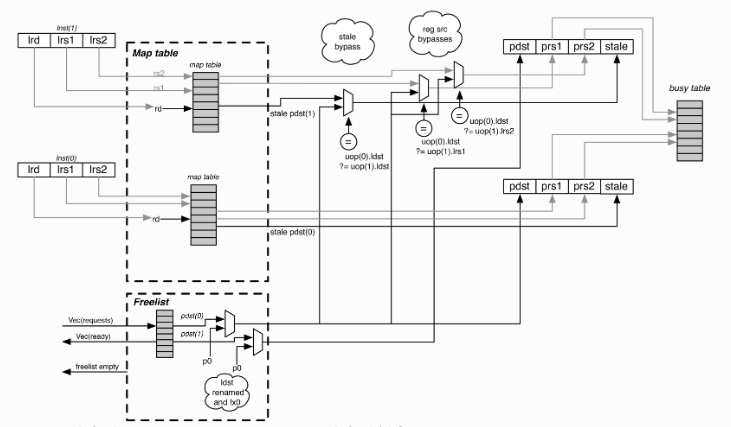 Inst(1)
lrd lrs1 lrs2
Map table
map table
rs2
rs1
rd
stale pdst(1)
stale
bypass
reg src
bypasses
=
uop(0).ldst
?= uop(1).ldst
=
uop(0).ldst
?= uop(1).lrs1
=
uop(0).ldst
?= uop(1).lrs2
pdst prs1 prs2 stale
busy table
Inst(0)
lrd lrs1 lrs2
map table
rd
stale pdst(0)
pdst prs1 prs2 stale
Freelist
Vec(requests)
pdst(0)
Vec(ready)
pdst(1)
p0
p0
freelist empty
ldst
renamed
and !x0